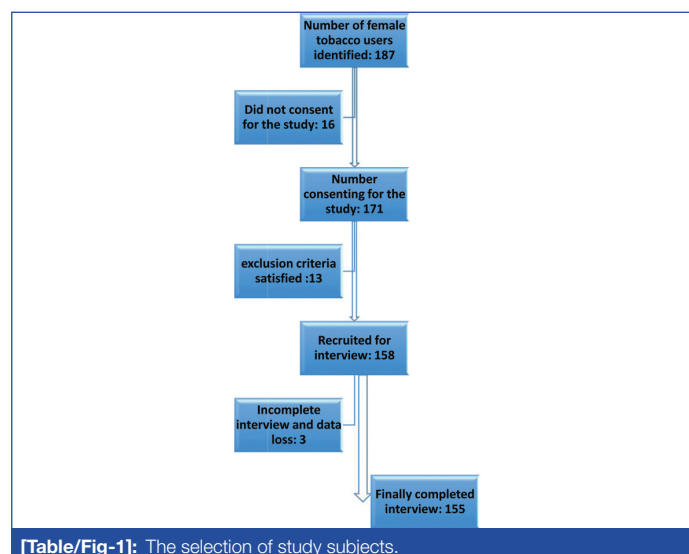 Number of female
tobacco users
identified: 187
Did not consent
for the study: 16
Number
consenting for the
study: 171
exclusion criteria
satisfied :13
Recruited for
interview: 158
Incomplete
interview and data
loss: 3
Finally completed
interview: 155
[Table/Fig-1]: The selection of study subjects.